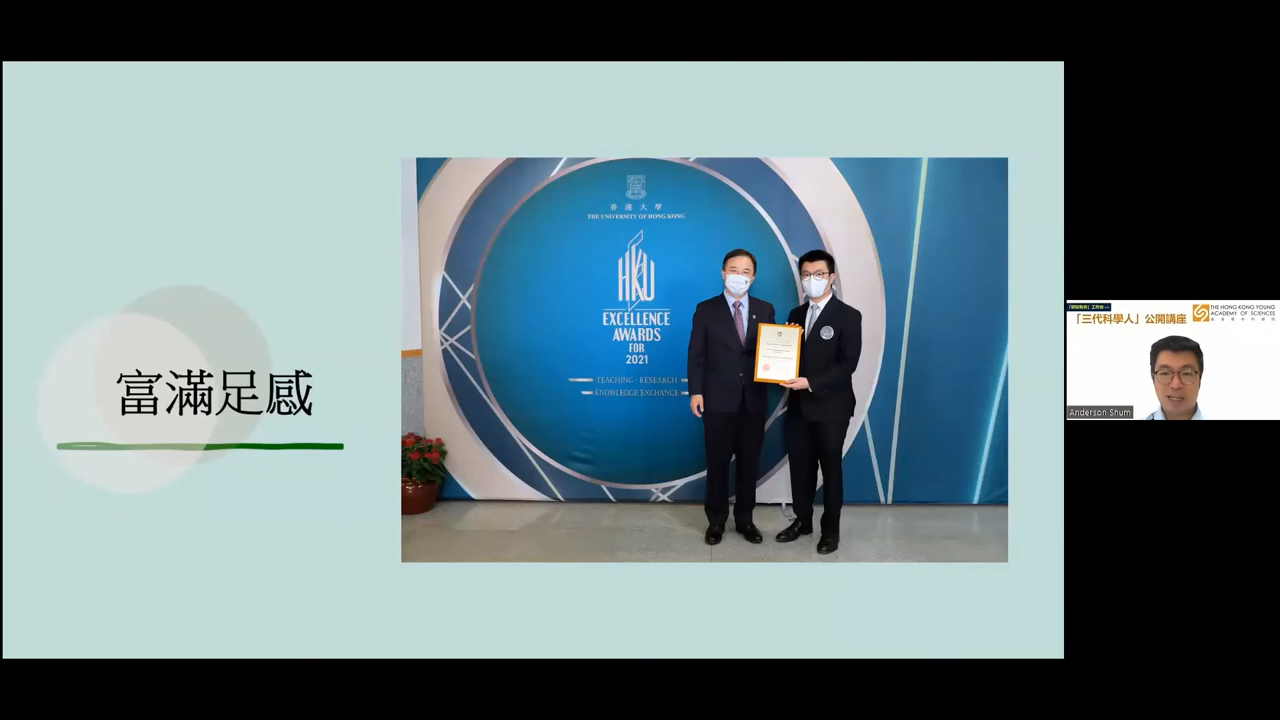 富滿足感
香港大學
THE UNIVERSITY OF HONG KONG
HKU
EXCELLENCE
AWARDS
FOR
2021
TEACHING · RESEARCH
KNOWLEDGE EXCHANGE
「三代科學人」公開講座
THE HONG KONG YOUNG
ACADEMY OF SCIENCES
Anderson Shum